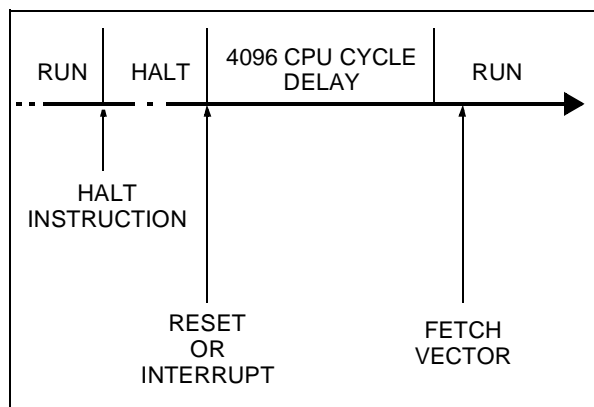 RUN
HALT
4096 CPU CYCLE
DELAY
RUN
HALT
INSTRUCTION
RESET
OR
INTERRUPT
FETCH
VECTOR